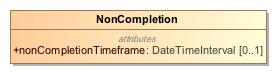 NonCompletion
attributes
+nonCompletionTimeframe: DateTimeInterval [0..1]